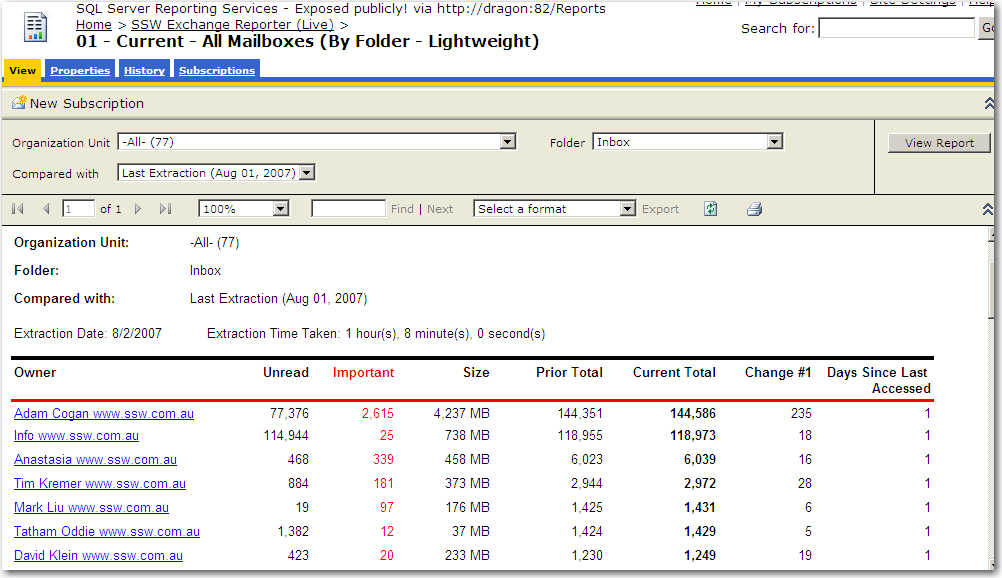 SQL Server Reporting Services - Exposed publicly! via http://dragon:82/Reports
Home | My Subscriptions | Site Settings | Help
Home > SSW Exchange Reporter (Live) >
01 - Current - All Mailboxes (By Folder - Lightweight)
Search for: Go
View Properties History Subscriptions
New Subscription
Organization Unit -All- (77) Folder Inbox View Report
Compared with Last Extraction (Aug 01, 2007)
1 of 1 100% Find | Next Select a format Export
Organization Unit: -All- (77)
Folder: Inbox
Compared with: Last Extraction (Aug 01, 2007)
Extraction Date: 8/2/2007 Extraction Time Taken: 1 hour(s), 8 minute(s), 0 second(s)
Owner Unread Important Size Prior Total Current Total Change #1 Days Since Last
Accessed
Adam Cogan www.ssw.com.au 77,376 2,615 4,237 MB 144,351 144,586 235 1
Info www.ssw.com.au 114,944 25 738 MB 118,955 118,973 18 1
Anastasia www.ssw.com.au 468 339 458 MB 6,023 6,039 16 1
Tim Kremer www.ssw.com.au 884 181 373 MB 2,944 2,972 28 1
Mark Liu www.ssw.com.au 19 97 176 MB 1,425 1,431 6 1
Tatham Oddie www.ssw.com.au 1,382 12 37 MB 1,424 1,429 5 1
David Klein www.ssw.com.au 423 20 233 MB 1,230 1,249 19 1